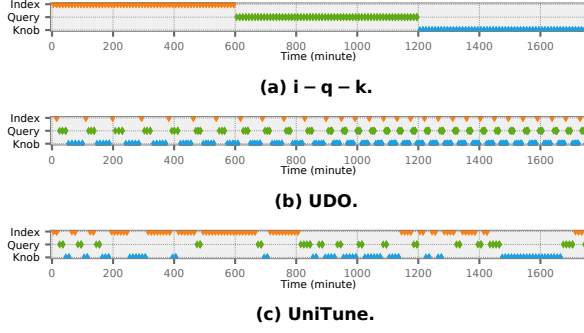 Index
Query
Knob
0 200 400 600 800 1000 1200 1400 1600
Time (minute)
(a) i − q − k.
Index
Query
Knob
0 200 400 600 800 1000 1200 1400 1600
Time (minute)
(b) UDO.
Index
Query
Knob
0 200 400 600 800 1000 1200 1400 1600
Time (minute)
(c) UniTune.